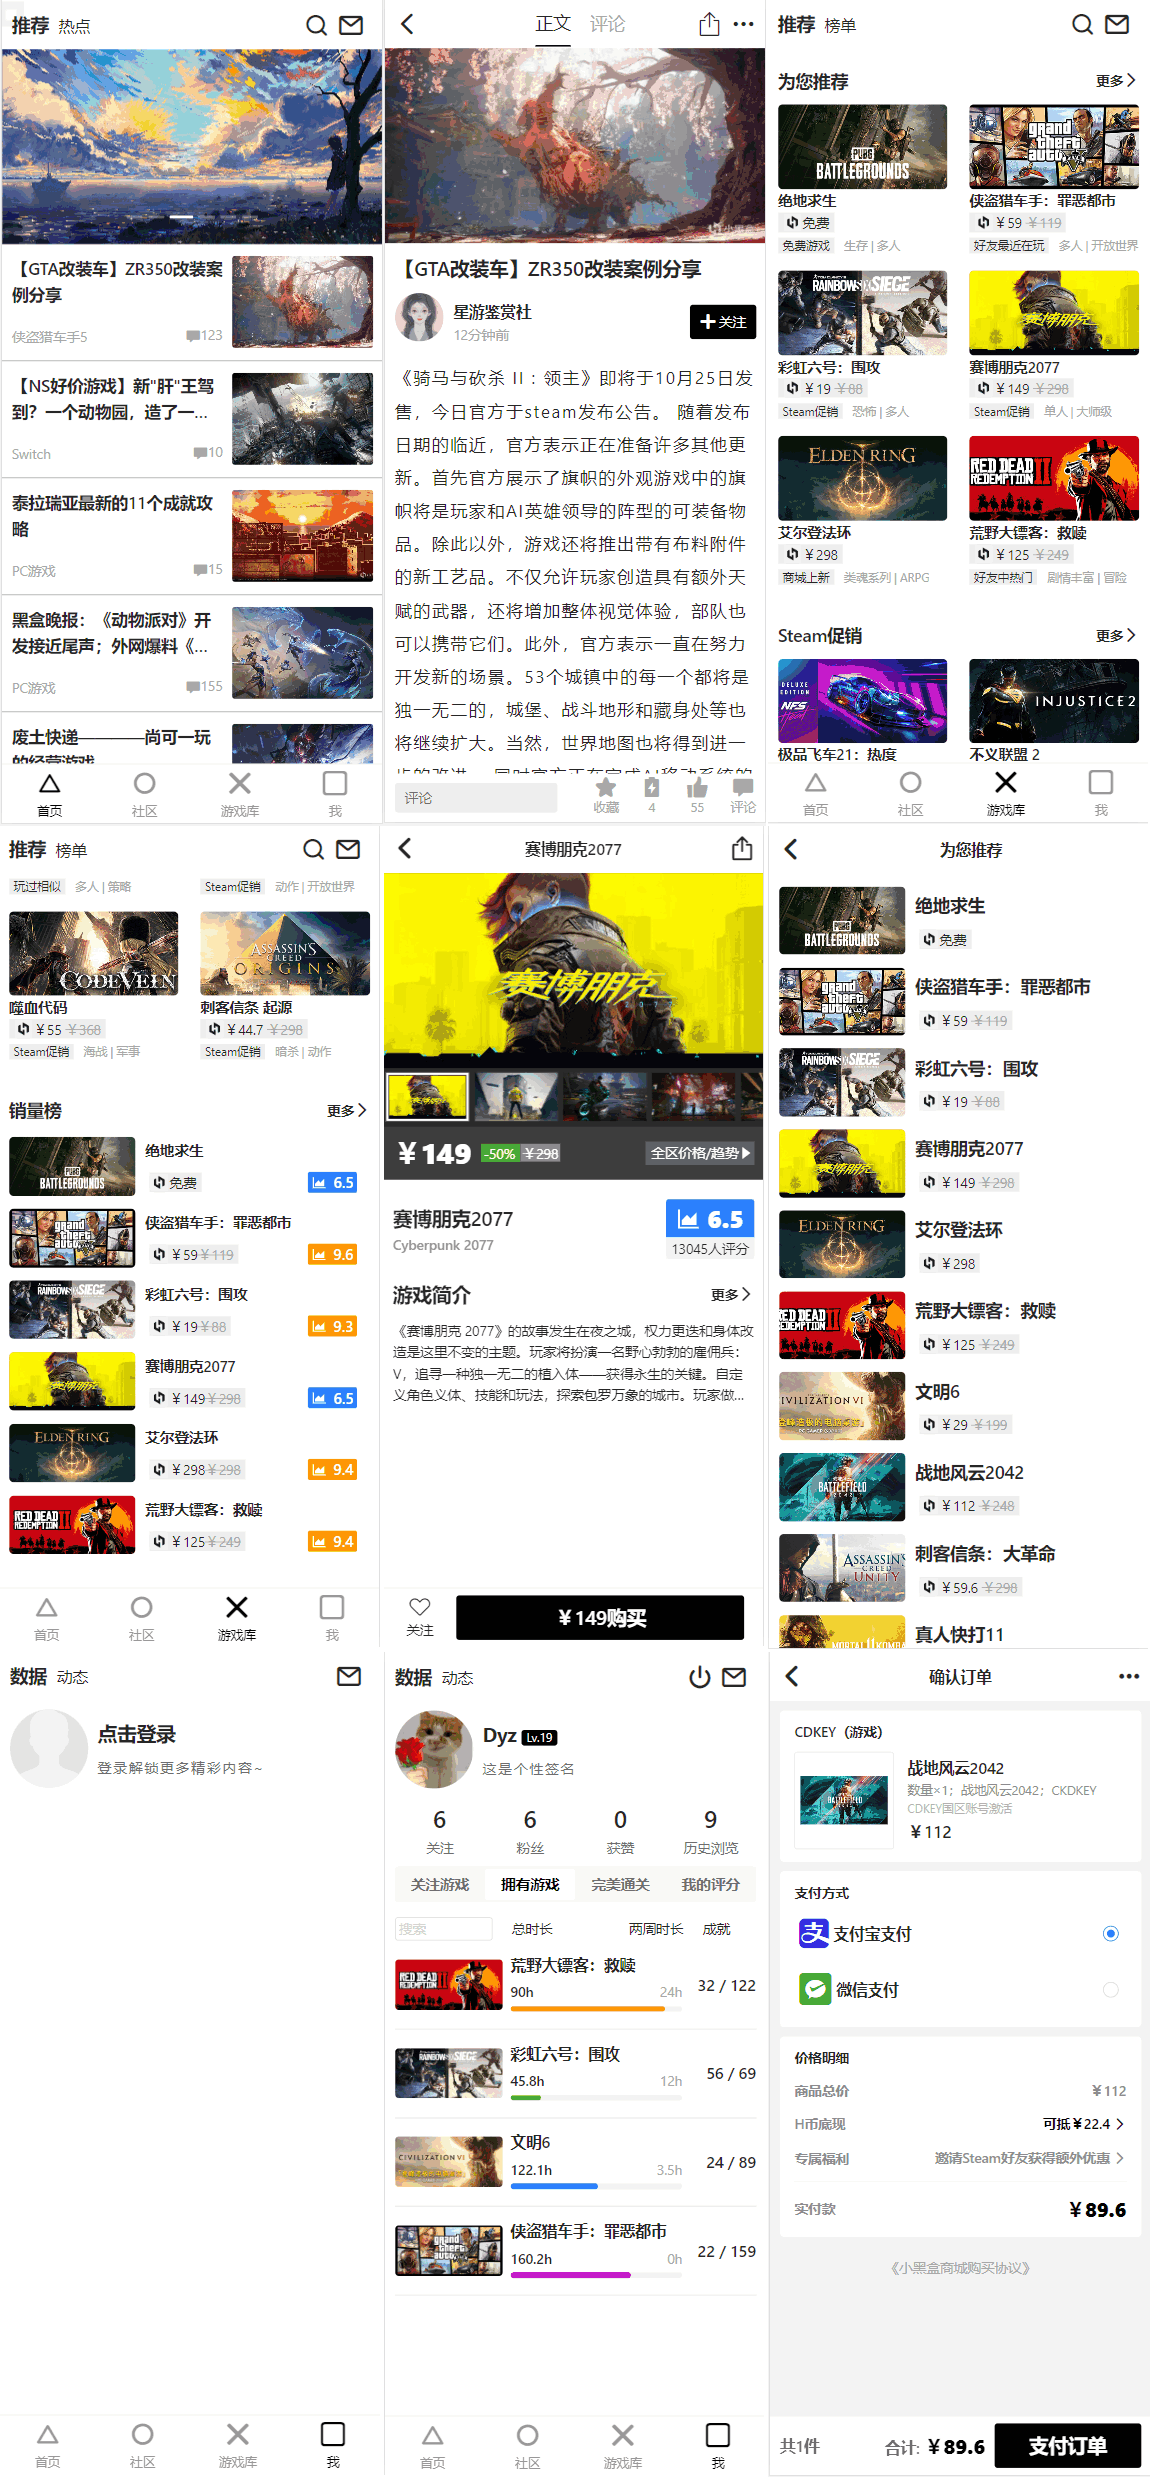 推荐 热点
【GTA改装车】ZR350改装案
例分享
侠盗猎车手5 123
【NS好价游戏】新"肝"王驾
到？一个动物园，造了一...
Switch 10
泰拉瑞亚最新的11个成就攻
略
PC游戏 15
黑盒晚报：《动物派对》开
发接近尾声；外网爆料《...
PC游戏 155
废土快递————尚可一玩
的经营游戏
首页 社区 游戏库 我
正文 评论
【GTA改装车】ZR350改装案例分享
星游鉴赏社
12分钟前
关注
《骑马与砍杀 II：领主》即将于10月25日发
售，今日官方于steam发布公告。 随着发布
日期的临近，官方表示正在准备许多其他更
新。首先官方展示了旗帜的外观游戏中的旗
帜将是玩家和AI英雄领导的阵型的可装备物
品。除此以外，游戏还将推出带有布料附件
的新工艺品。不仅允许玩家创造具有额外天
赋的武器，还将增加整体视觉体验，部队也
可以携带它们。此外，官方表示一直在努力
开发新的场景。53个城镇中的每一个都将是
独一无二的，城堡、战斗地形和藏身处等也
将继续扩大。当然，世界地图也将得到进一
评论
收藏 4 55 评论
推荐 榜单
为您推荐 更多
PUBG
BATTLEGROUNDS
grand
theft
auto V
绝地求生 侠盗猎车手：罪恶都市
免费 ¥59 ¥119
免费游戏 生存 | 多人 好友最近在玩 多人 | 开放世界
RAINBOW SIX SIEGE
赛博朋克
彩虹六号：围攻 赛博朋克2077
¥19 ¥88 ¥149 ¥298
Steam促销 恐怖 | 多人 Steam促销 单人 | 大师级
ELDEN RING
RED DEAD
REDEMPTION II
艾尔登法环 荒野大镖客：救赎
¥298 ¥125 ¥249
商城上新 类魂系列 | ARPG 好友中热门 剧情丰富 | 冒险
Steam促销 更多
DELUXE
EDITION
NFS
INJUSTICE 2
极品飞车21：热度 不义联盟 2
首页 社区 游戏库 我
推荐 榜单
玩过相似 多人 | 策略 Steam促销 动作 | 开放世界
CODE VEIN
ASSASSIN'S
CREED
ORIGINS
噬血代码 刺客信条 起源
¥55 ¥368 ¥44.7 ¥298
Steam促销 海战 | 军事 Steam促销 暗杀 | 动作
销量榜 更多
绝地求生
免费 6.5
侠盗猎车手：罪恶都市
¥59 ¥119 9.6
彩虹六号：围攻
¥19 ¥88 9.3
赛博朋克2077
¥149 ¥298 6.5
艾尔登法环
¥298 ¥298 9.4
荒野大镖客：救赎
¥125 ¥249 9.4
首页 社区 游戏库 我
赛博朋克2077
赛博朋克
¥149 -50% ¥298 全区价格/趋势
赛博朋克2077 6.5
Cyberpunk 2077 13045人评分
游戏简介 更多
《赛博朋克 2077》的故事发生在夜之城，权力更迭和身体改
造是这里不变的主题。玩家将扮演一名野心勃勃的雇佣兵：
V，追寻一种独一无二的植入体——获得永生的关键。自定
义角色义体、技能和玩法，探索包罗万象的城市。玩家做...
关注 ¥149购买
为您推荐
绝地求生
免费
侠盗猎车手：罪恶都市
¥59 ¥119
彩虹六号：围攻
¥19 ¥88
赛博朋克2077
¥149 ¥298
艾尔登法环
¥298
荒野大镖客：救赎
¥125 ¥249
CIVILIZATION VI
文明6
¥29 ¥199
BATTLEFIELD
2042
战地风云2042
¥112 ¥248
ASSASSIN'S
CREED
UNITY
刺客信条：大革命
¥59.6 ¥298
真人快打11
数据 动态
点击登录
登录解锁更多精彩内容~
首页 社区 游戏库 我
数据 动态
Dyz Lv.19
这是个性签名
6 6 0 9
关注 粉丝 获赞 历史浏览
关注游戏 拥有游戏 完美通关 我的评分
搜索 总时长 两周时长 成就
荒野大镖客：救赎
90h 24h 32 / 122
彩虹六号：围攻
45.8h 12h 56 / 69
文明6
122.1h 3.5h 24 / 89
侠盗猎车手：罪恶都市
160.2h 0h 22 / 159
首页 社区 游戏库 我
确认订单
CDKEY（游戏）
战地风云2042
数量×1；战地风云2042；CKDKEY
CDKEY国区账号激活
¥112
支付方式
支付宝支付
微信支付
价格明细
商品总价 ¥112
H币底现 可抵¥22.4
专属福利 邀请Steam好友获得额外优惠
实付款 ¥89.6
《小黑盒商城购买协议》
共1件 合计: ¥89.6 支付订单